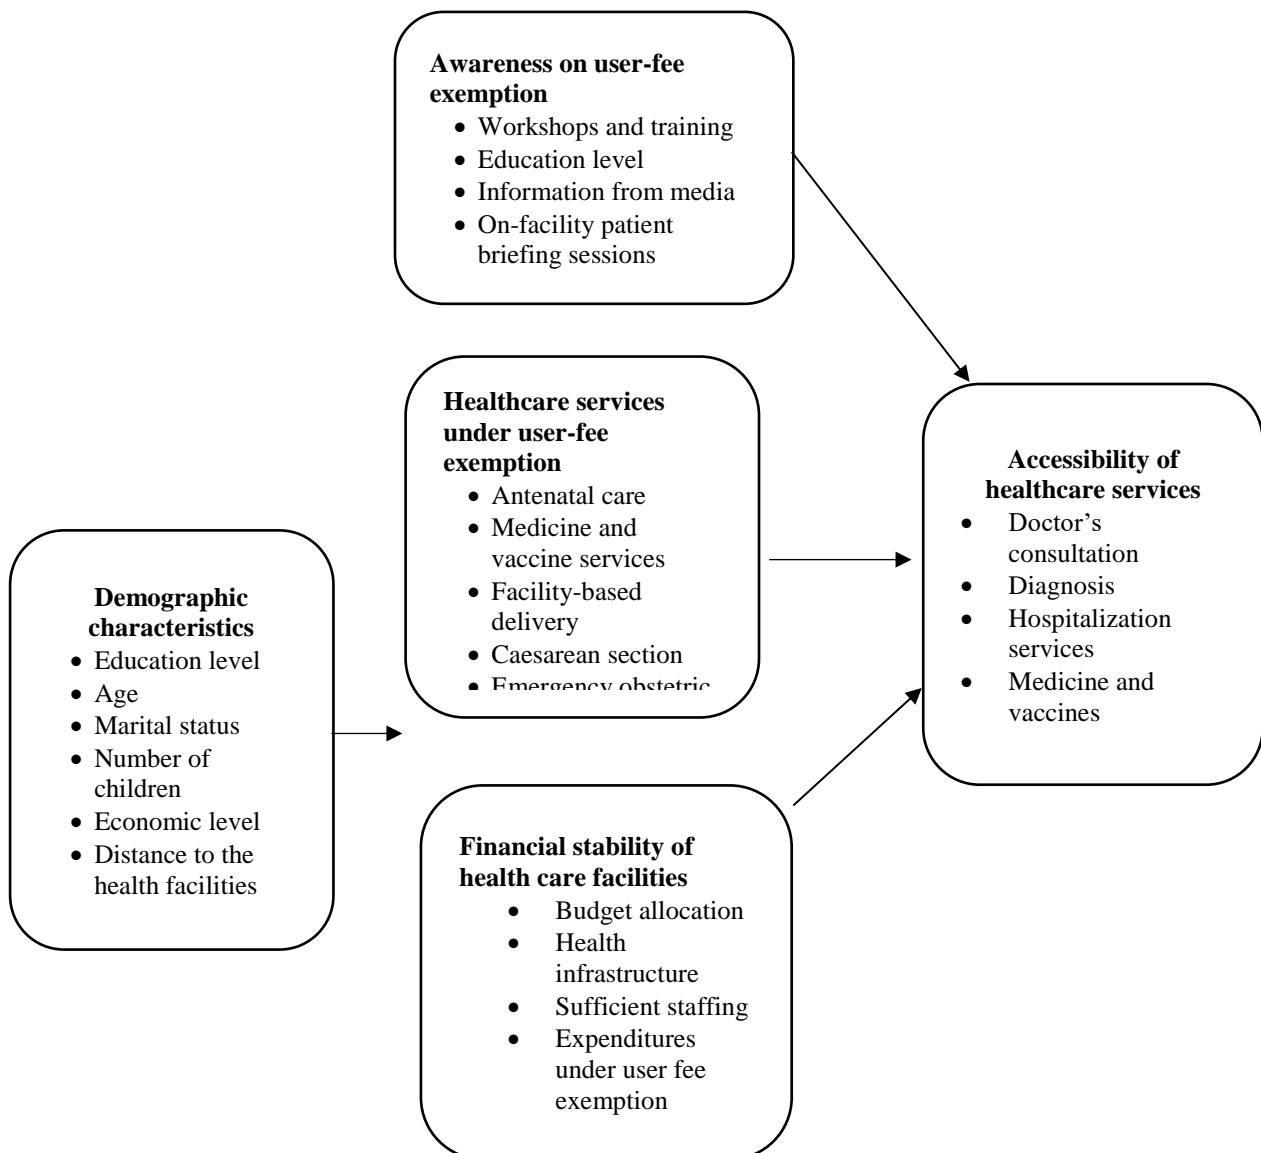 Awareness on user-fee
exemption
• Workshops and training
• Education level
• Information from media
• On-facility patient
briefing sessions
Healthcare services
under user-fee
exemption
• Antenatal care
• Medicine and
vaccine services
• Facility-based
delivery
• Caesarean section
• Emergency obstetric
Demographic
characteristics
• Education level
• Age
• Marital status
• Number of
children
• Economic level
• Distance to the
health facilities
Financial stability of
health care facilities
• Budget allocation
• Health
infrastructure
• Sufficient staffing
• Expenditures
under user fee
exemption
Accessibility of
healthcare services
• Doctor’s
consultation
• Diagnosis
• Hospitalization
services
• Medicine and
vaccines